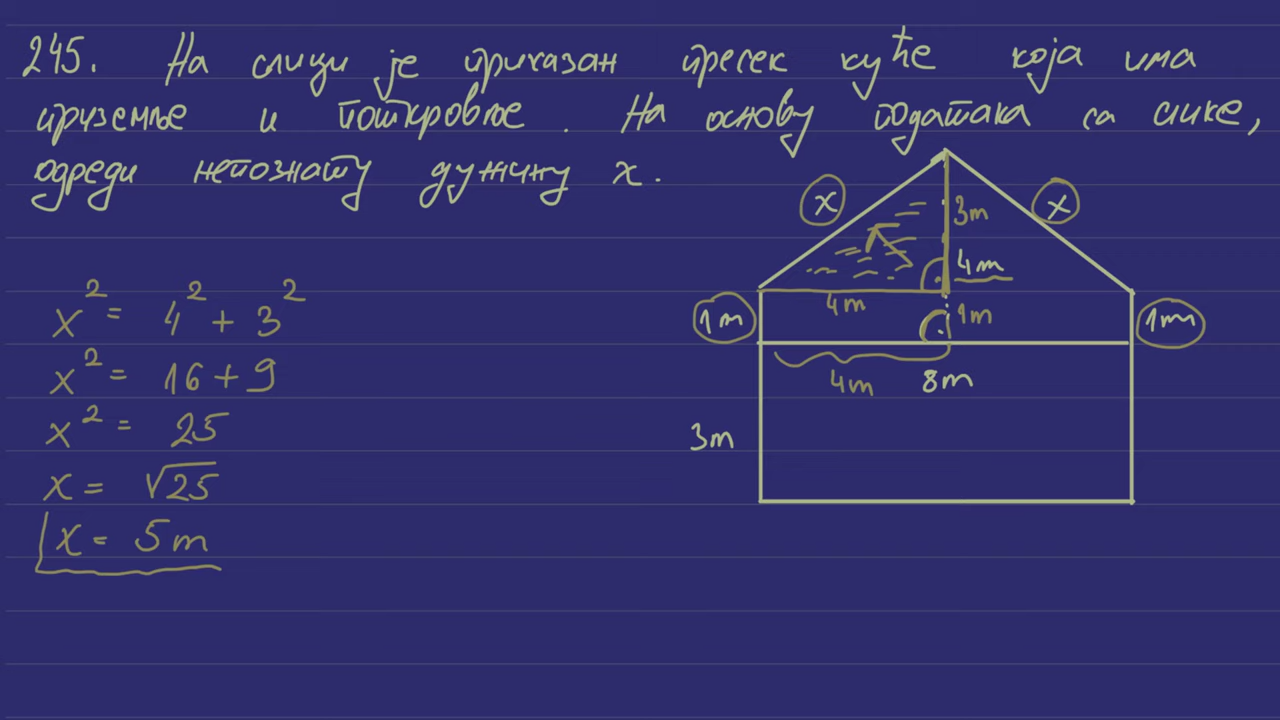 245. На слици је приказан пресек куће која има
приземље и поткровље. На основу података са слике,
одреди непознату дужину x.
x
x
3m
4m
4m
1m
1m
1m
4m
8m
3m
x² = 4² + 3²
x² = 16 + 9
x² = 25
x = √25
x = 5m